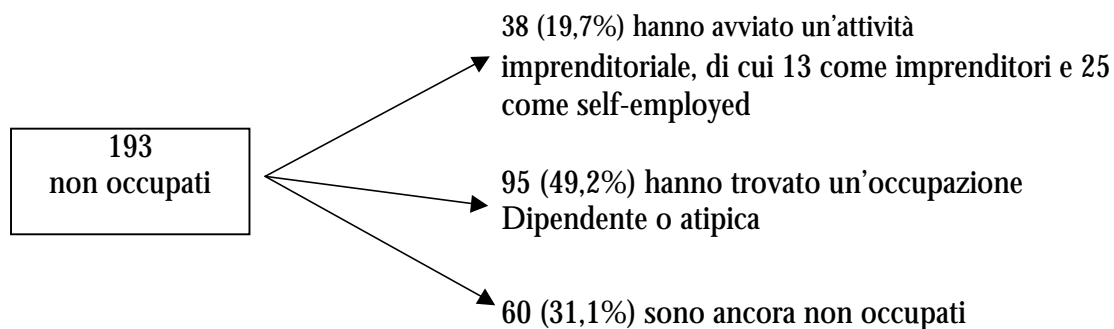 38 (19,7%) hanno avviato un'attività
imprenditoriale, di cui 13 come imprenditori e 25
come self-employed
193
non occupati
95 (49,2%) hanno trovato un'occupazione
Dipendente o atipica
60 (31,1%) sono ancora non occupati